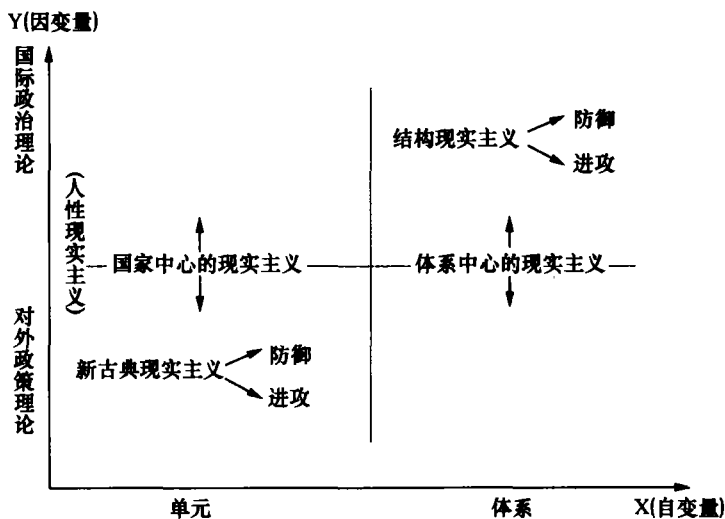 Y(因变量)
国际政治理论
防御
结构现实主义
进攻
(人性现实主义)
国家中心的现实主义
体系中心的现实主义
对外政策理论
防御
新古典现实主义
进攻
单元
体系
X(自变量)